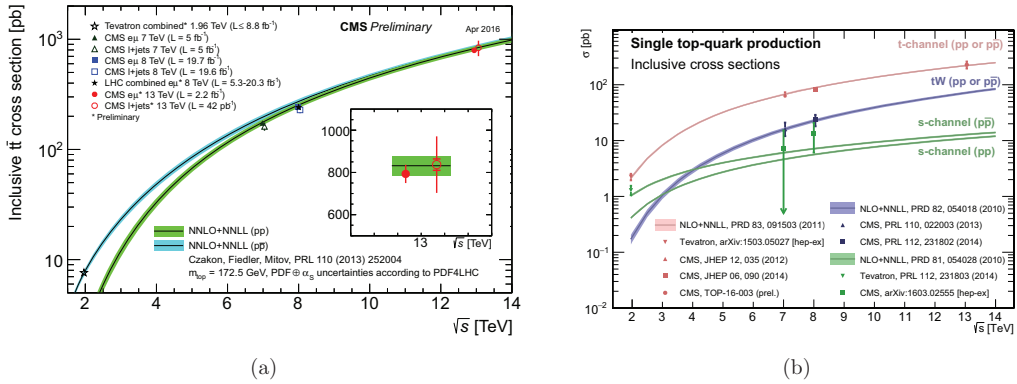 Inclusive tt̄ cross section [pb]
CMS Preliminary
Apr 2016
Tevatron combined* 1.96 TeV (L ≤ 8.8 fb⁻¹)
CMS eμ 7 TeV (L = 5 fb⁻¹)
CMS l+jets 7 TeV (L = 5 fb⁻¹)
CMS eμ 8 TeV (L = 19.7 fb⁻¹)
CMS l+jets 8 TeV (L = 19.6 fb⁻¹)
LHC combined eμ* 8 TeV (L = 5.3-20.3 fb⁻¹)
CMS eμ* 13 TeV (L = 2.2 fb⁻¹)
CMS l+jets* 13 TeV (L = 42 pb⁻¹)
* Preliminary
10³
10²
10
1000
800
600
13
√s [TeV]
NNLO+NNLL (pp)
NNLO+NNLL (pp̄)
Czakon, Fiedler, Mitov, PRL 110 (2013) 252004
m_top = 172.5 GeV, PDF ⊕ α_S uncertainties according to PDF4LHC
2 4 6 8 10 12 14
√s [TeV]
(a)
σ [pb]
Single top-quark production
Inclusive cross sections
t-channel (pp or pp̄)
tW (pp or pp̄)
s-channel (pp̄)
s-channel (pp)
10²
10
1
10⁻¹
10⁻²
NLO+NNLL, PRD 83, 091503 (2011)
Tevatron, arXiv:1503.05027 [hep-ex]
CMS, JHEP 12, 035 (2012)
CMS, JHEP 06, 090 (2014)
CMS, TOP-16-003 (prel.)
NLO+NNLL, PRD 82, 054018 (2010)
CMS, PRL 110, 022003 (2013)
CMS, PRL 112, 231802 (2014)
NLO+NNLL, PRD 81, 054028 (2010)
Tevatron, PRL 112, 231803 (2014)
CMS, arXiv:1603.02555 [hep-ex]
2 3 4 5 6 7 8 9 10 11 12 13 14
√s [TeV]
(b)